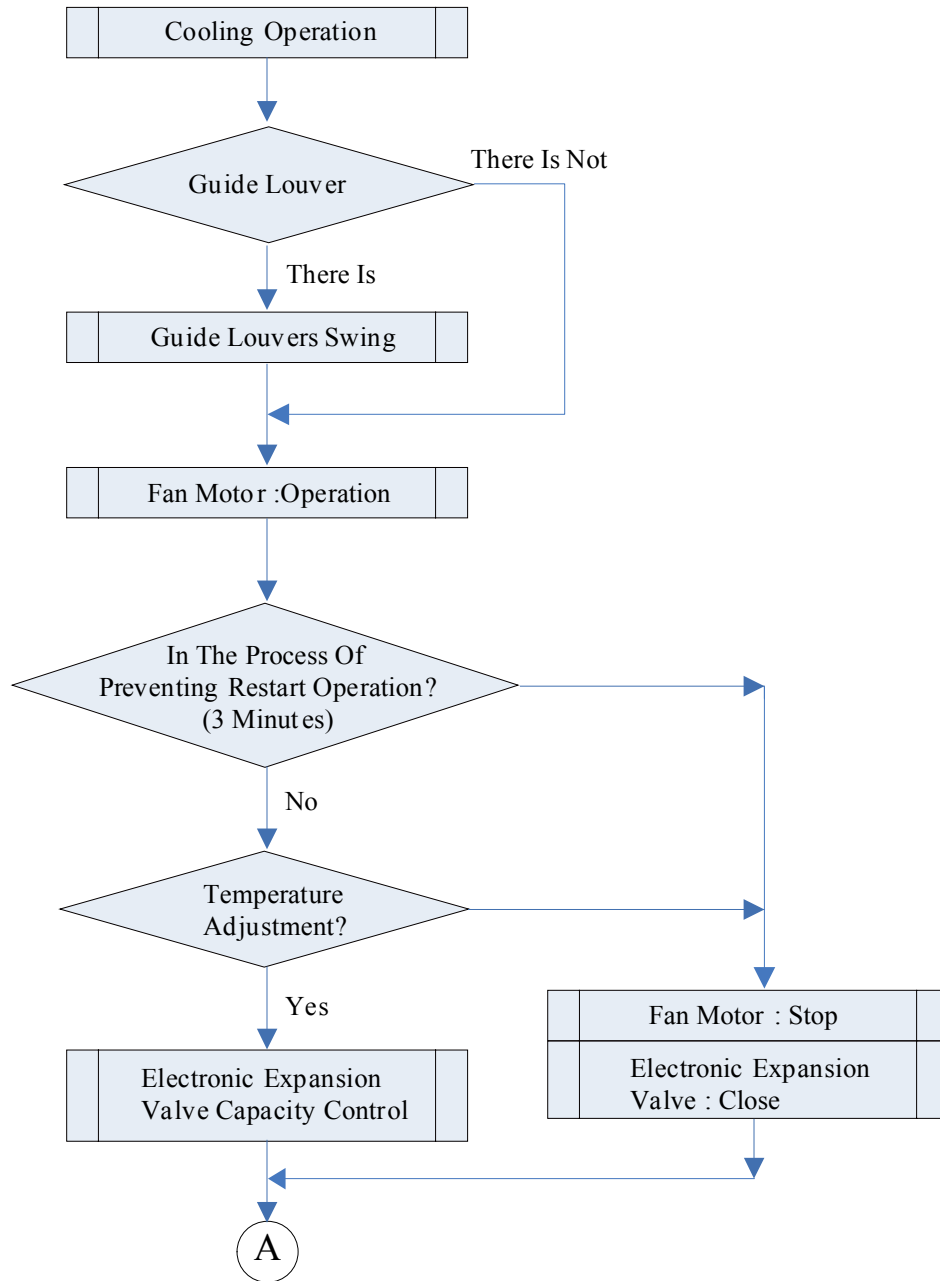 Cooling Operation
There Is Not
Guide Louver
There Is
Guide Louvers Swing
Fan Motor :Operation
In The Process Of
Preventing Restart Operation?
(3 Minutes)
No
Temperature
Adjustment?
Yes
Fan Motor : Stop
Electronic Expansion
Valve : Close
Electronic Expansion
Valve Capacity Control
A